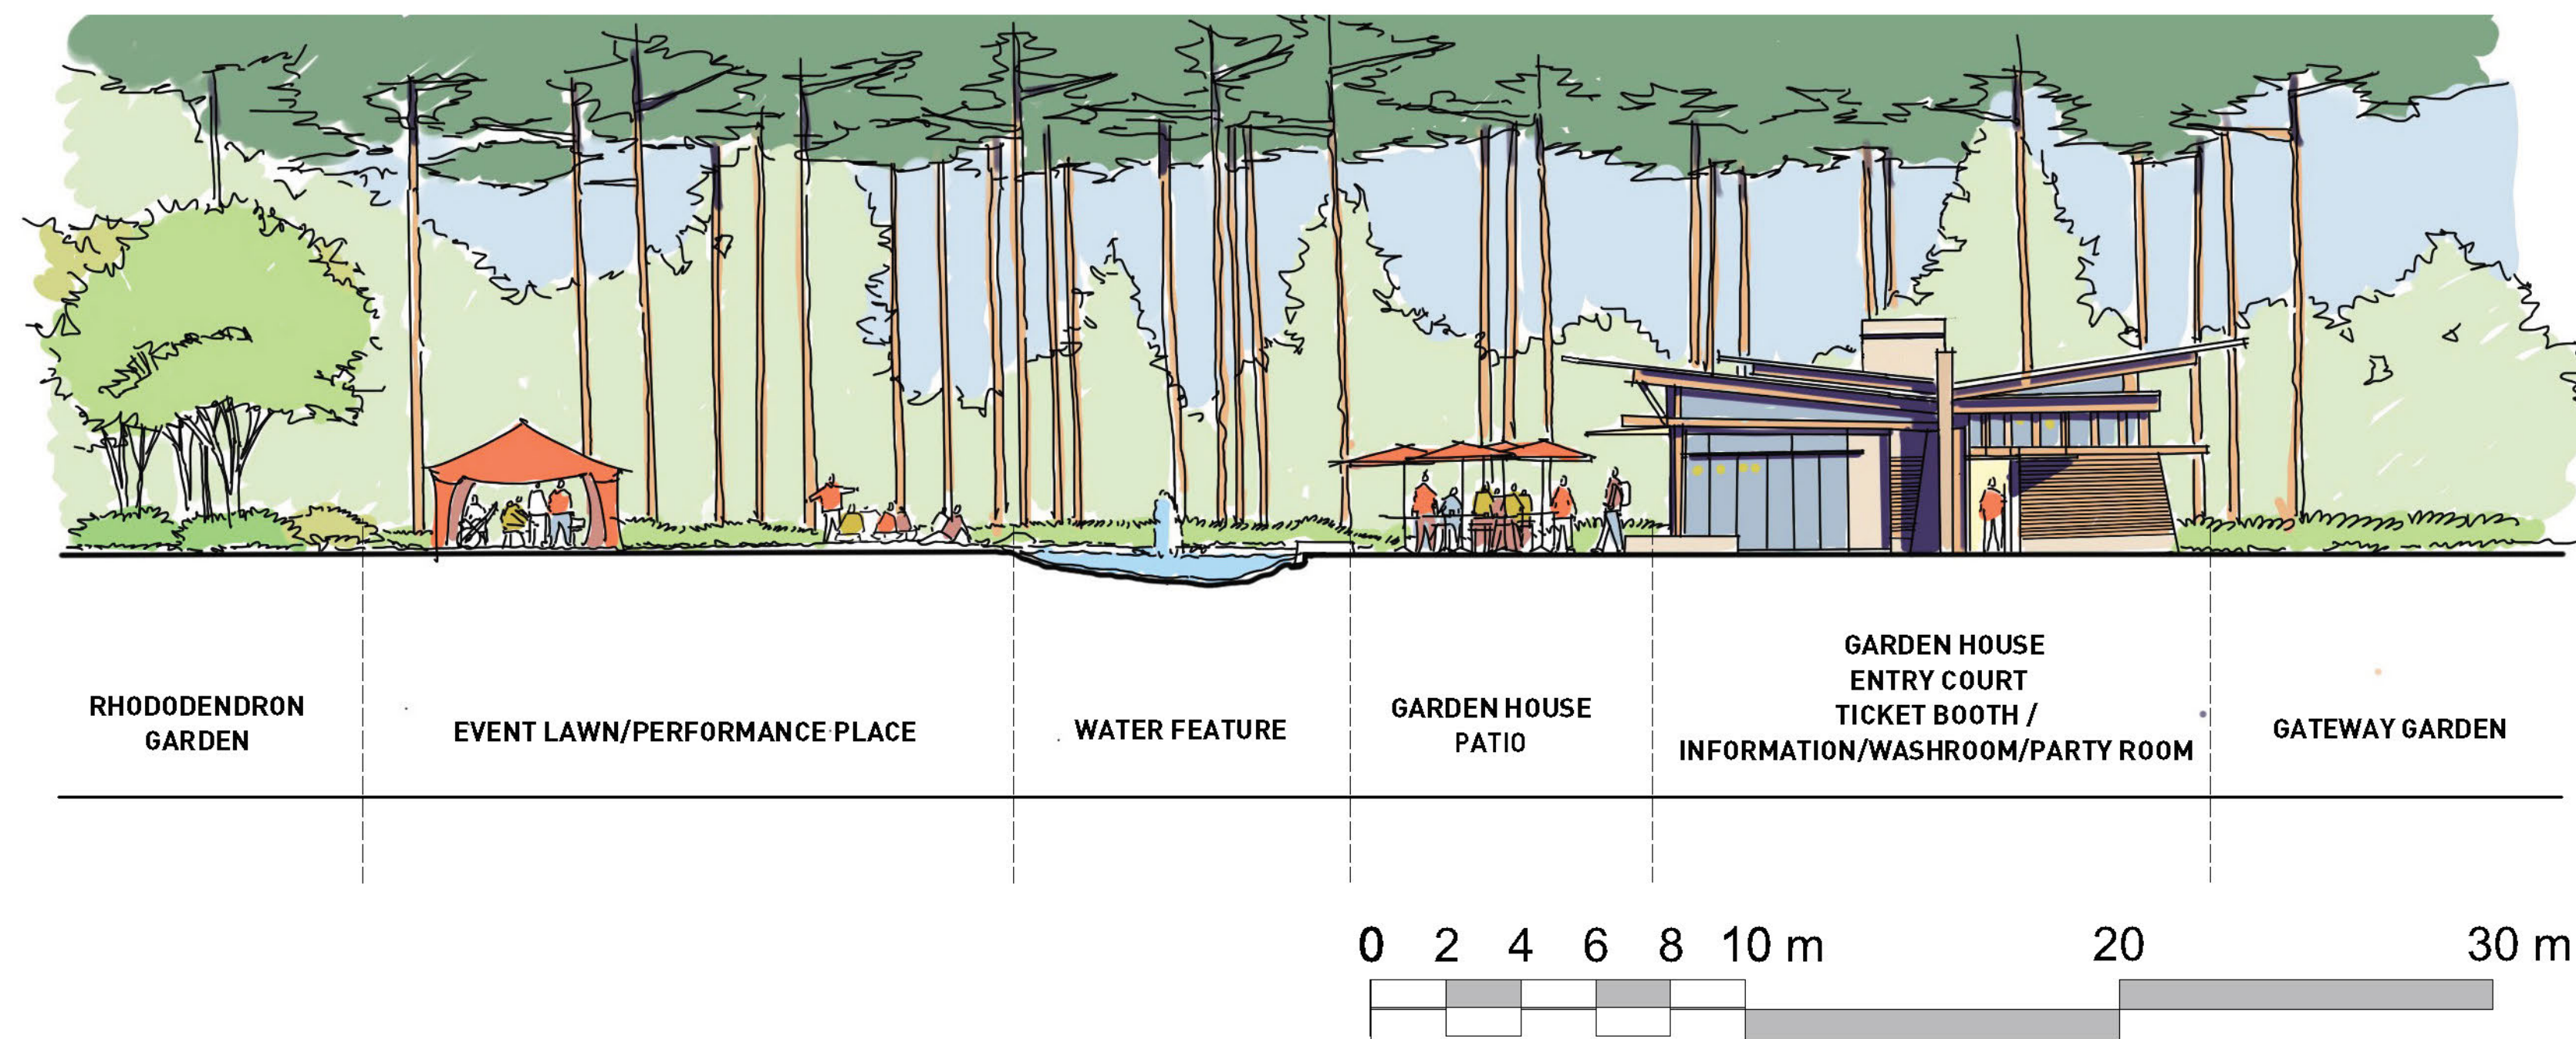 RHODODENDRON
GARDEN
EVENT LAWN/PERFORMANCE PLACE
WATER FEATURE
GARDEN HOUSE
PATIO
GARDEN HOUSE
ENTRY COURT
TICKET BOOTH /
INFORMATION/WASHROOM/PARTY ROOM
GATEWAY GARDEN
0 2 4 6 8 10 m 20 30 m